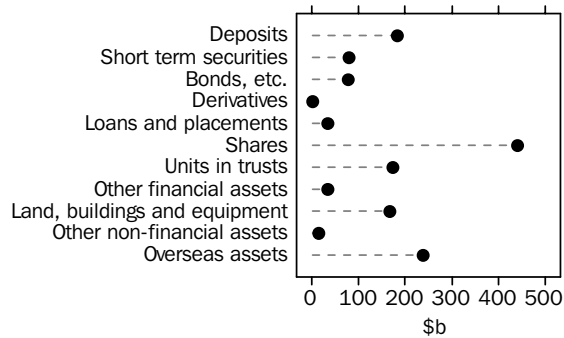 Deposits
Short term securities
Bonds, etc.
Derivatives
Loans and placements
Shares
Units in trusts
Other financial assets
Land, buildings and equipment
Other non-financial assets
Overseas assets
0 100 200 300 400 500
$b